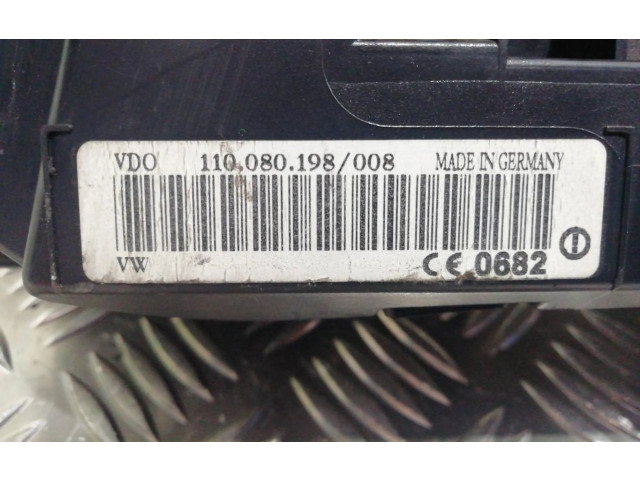 VDO 110.080.198/008 MADE IN GERMANY
VW CE 0682